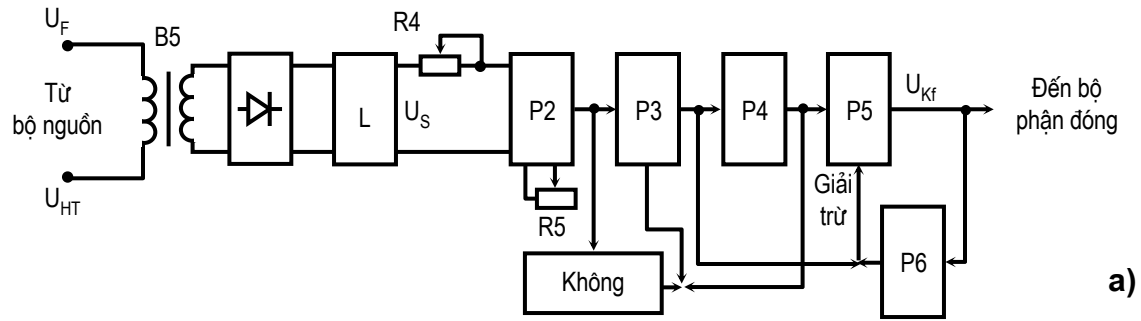 U_F
B5
R4
Từ
bộ nguồn
L
U_S
P2
P3
P4
P5
U_Kf
Đến bộ
phận đóng
U_HT
R5
Giải
trừ
P6
Không
a)